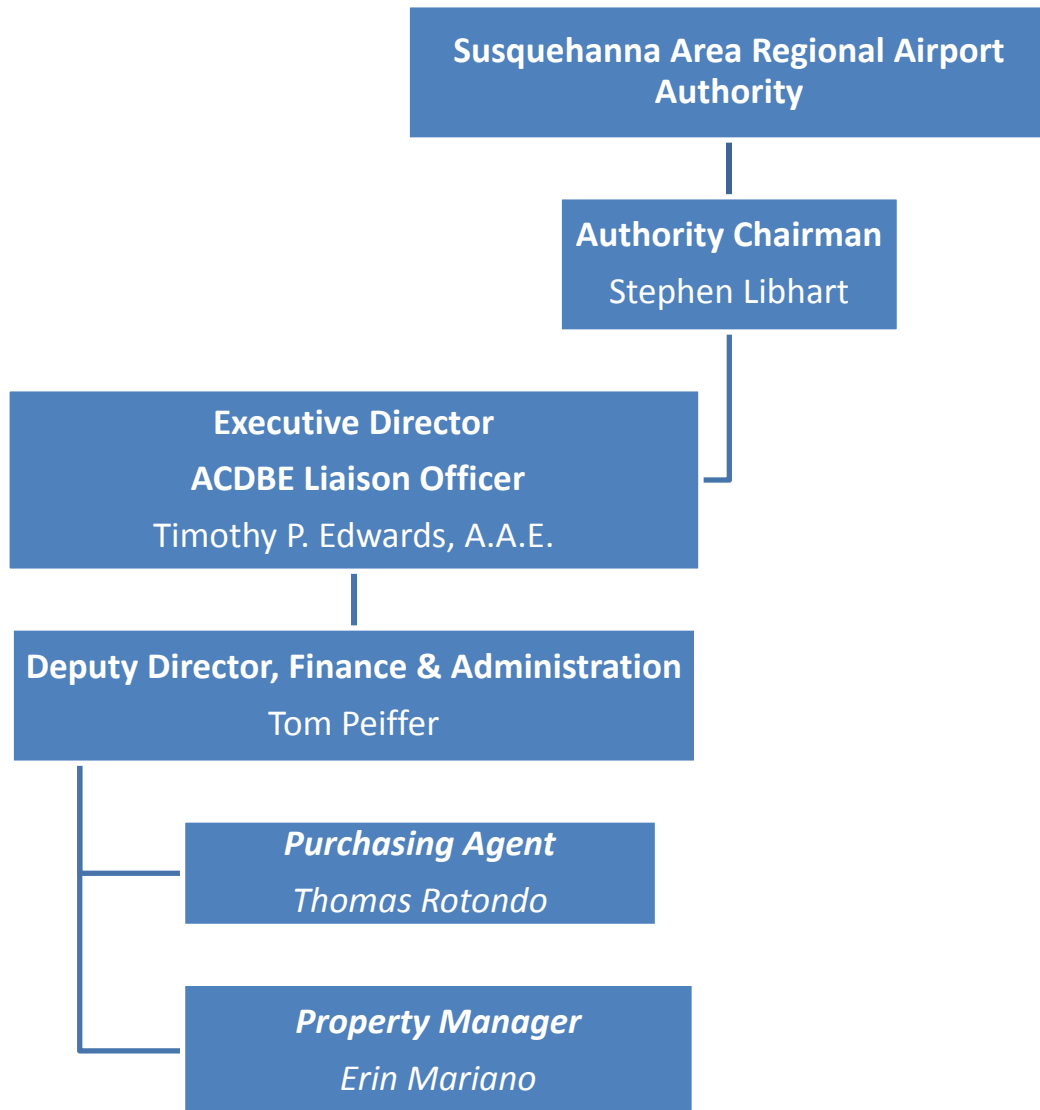 Susquehanna Area Regional Airport
Authority
Authority Chairman
Stephen Libhart
Executive Director
ACDBE Liaison Officer
Timothy P. Edwards, A.A.E.
Deputy Director, Finance & Administration
Tom Peiffer
Purchasing Agent
Thomas Rotondo
Property Manager
Erin Mariano